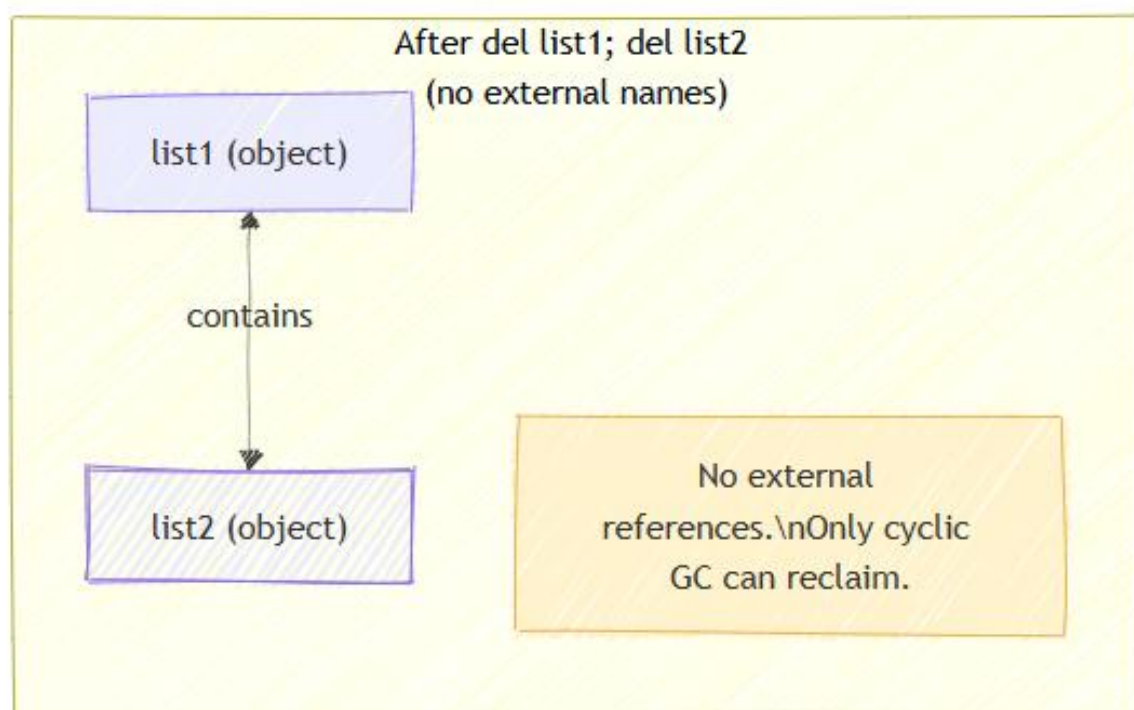 After del list1; del list2
(no external names)
list1 (object)
contains
list2 (object)
No external
references.\nOnly cyclic
GC can reclaim.